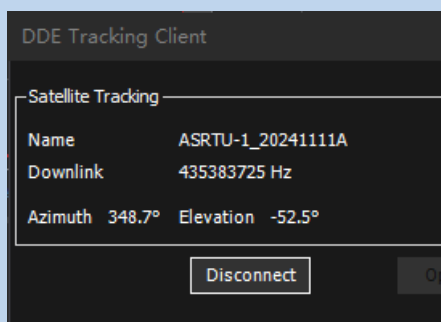 DDE Tracking Client
Satellite Tracking
Name ASRTU-1_20241111A
Downlink 435383725 Hz
Azimuth 348.7° Elevation -52.5°
Disconnect